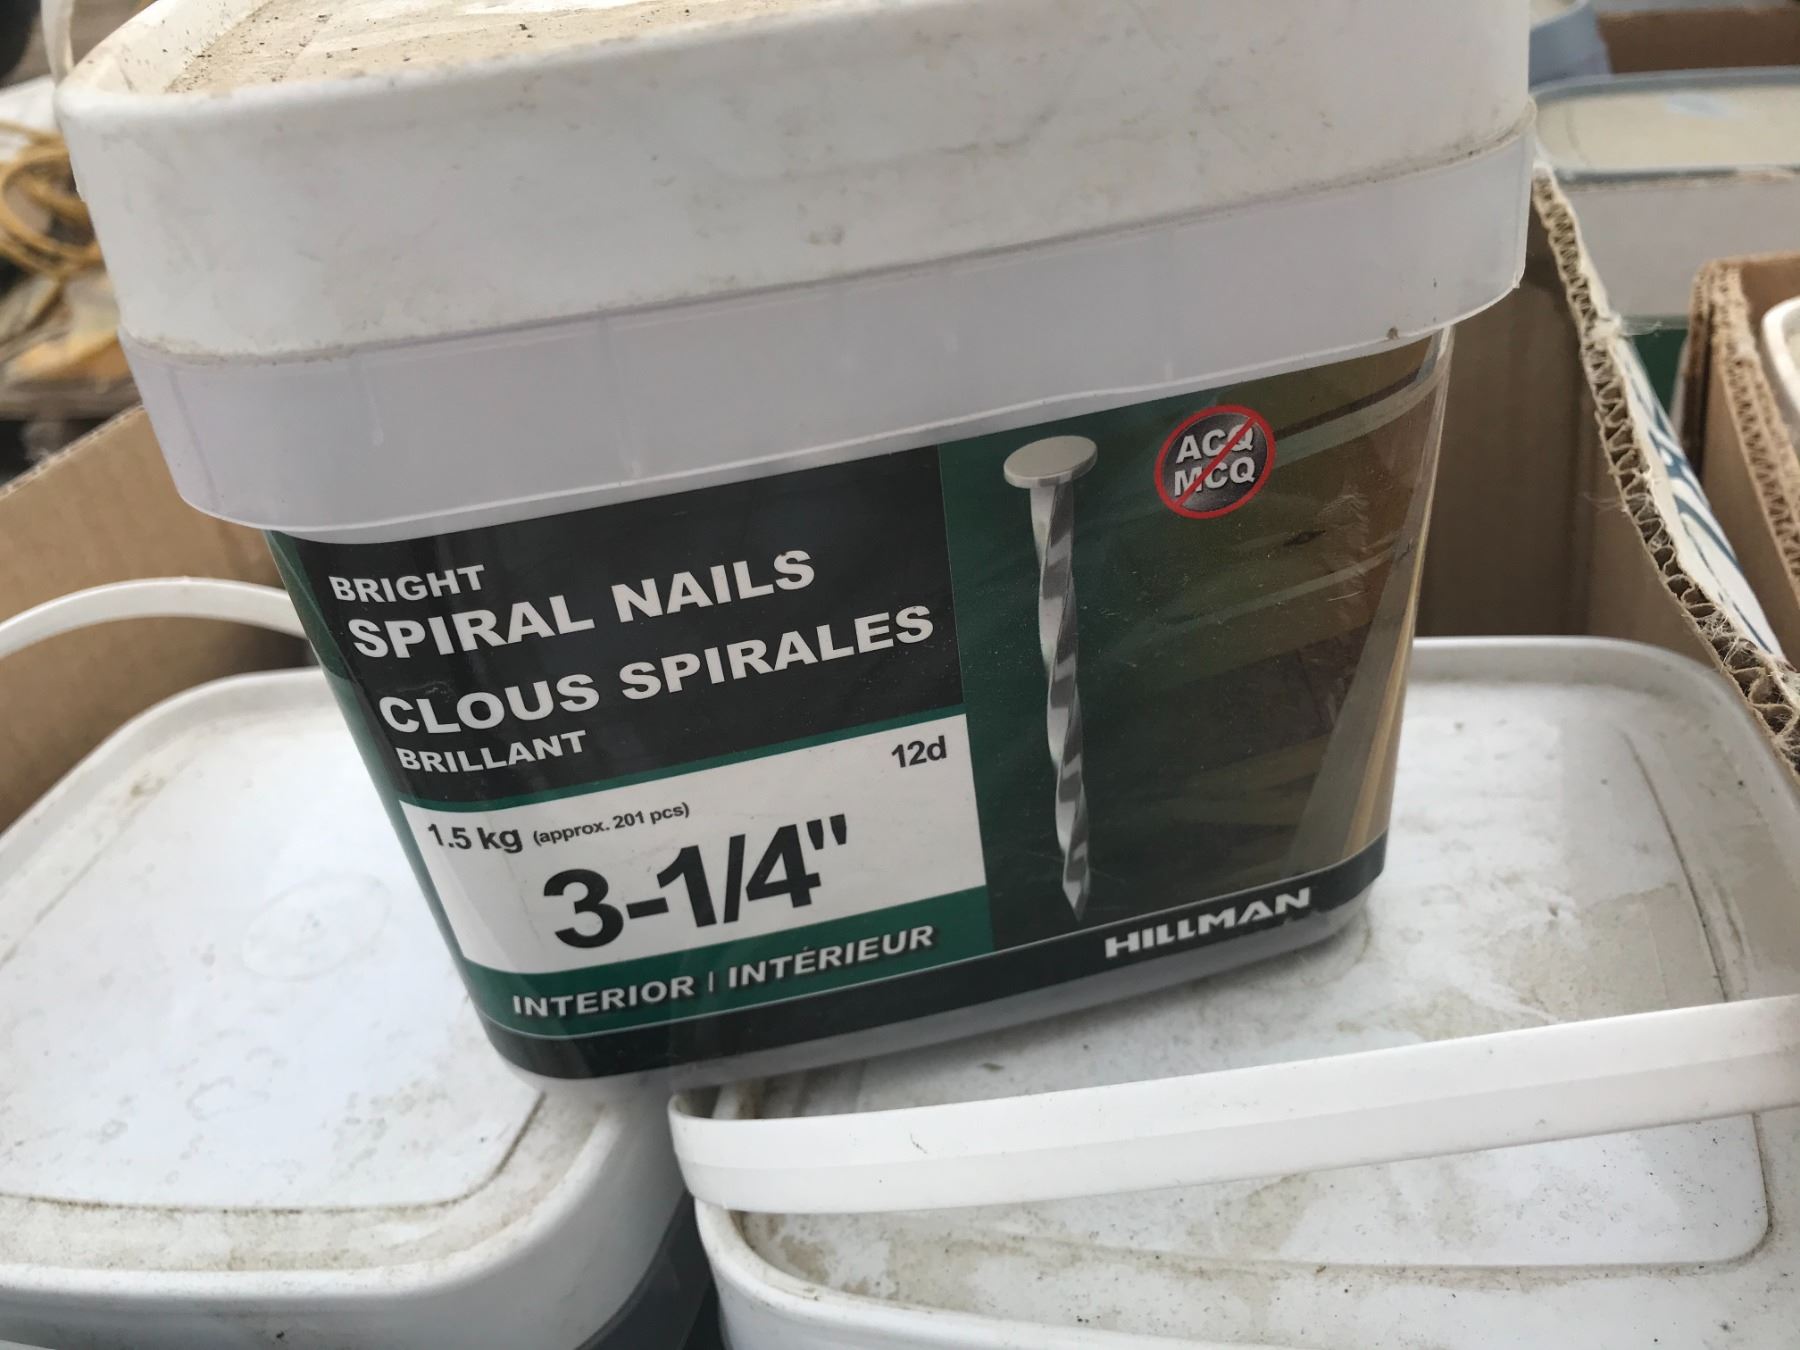 BRIGHT
SPIRAL NAILS
CLOUS SPIRALES
BRILLANT
12d
1.5 kg (approx. 201 pcs)
3-1/4"
INTERIOR | INTÉRIEUR
ACQ
MCQ
HILLMAN